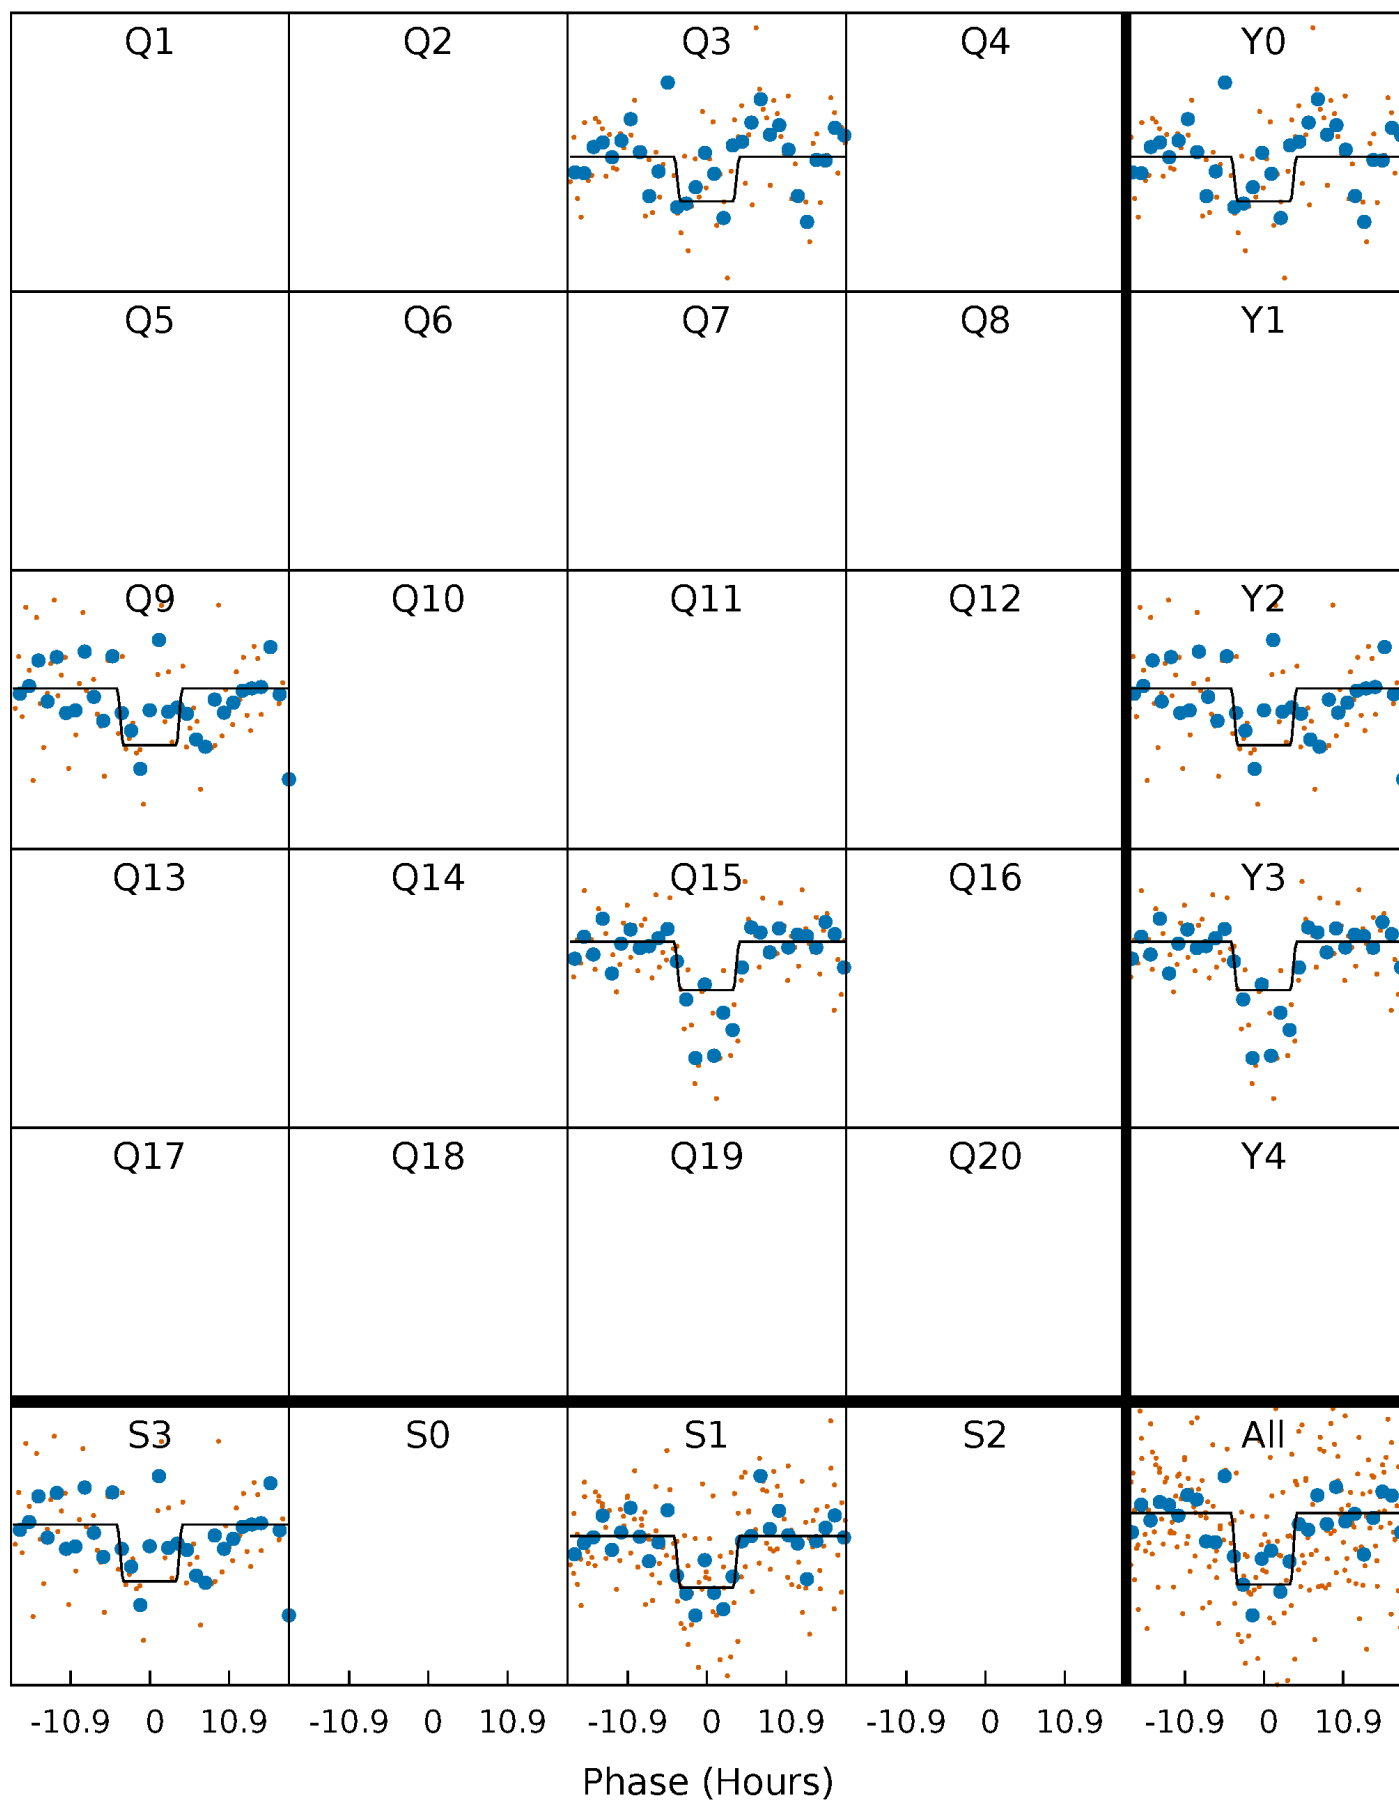 Q1 Q2 Q3 Q4 Y0
Q5 Q6 Q7 Q8 Y1
Q9 Q10 Q11 Q12 Y2
Q13 Q14 Q15 Q16 Y3
Q17 Q18 Q19 Q20 Y4
S3 S0 S1 S2 All
-10.9 0 10.9 -10.9 0 10.9 -10.9 0 10.9 -10.9 0 10.9 -10.9 0 10.9
Phase (Hours)